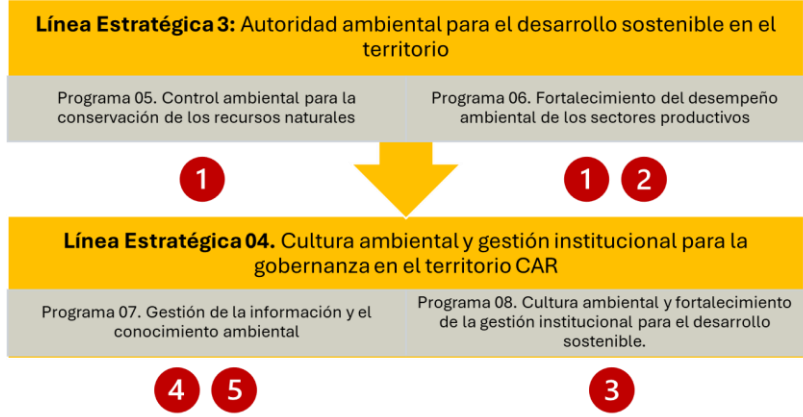 Línea Estratégica 3: Autoridad ambiental para el desarrollo sostenible en el
territorio
Programa 05. Control ambiental para la
conservación de los recursos naturales
Programa 06. Fortalecimiento del desempeño
ambiental de los sectores productivos
1
1 2
Línea Estratégica 04. Cultura ambiental y gestión institucional para la
gobernanza en el territorio CAR
Programa 07. Gestión de la información y el
conocimiento ambiental
Programa 08. Cultura ambiental y fortalecimiento
de la gestión institucional para el desarrollo
sostenible.
4 5
3